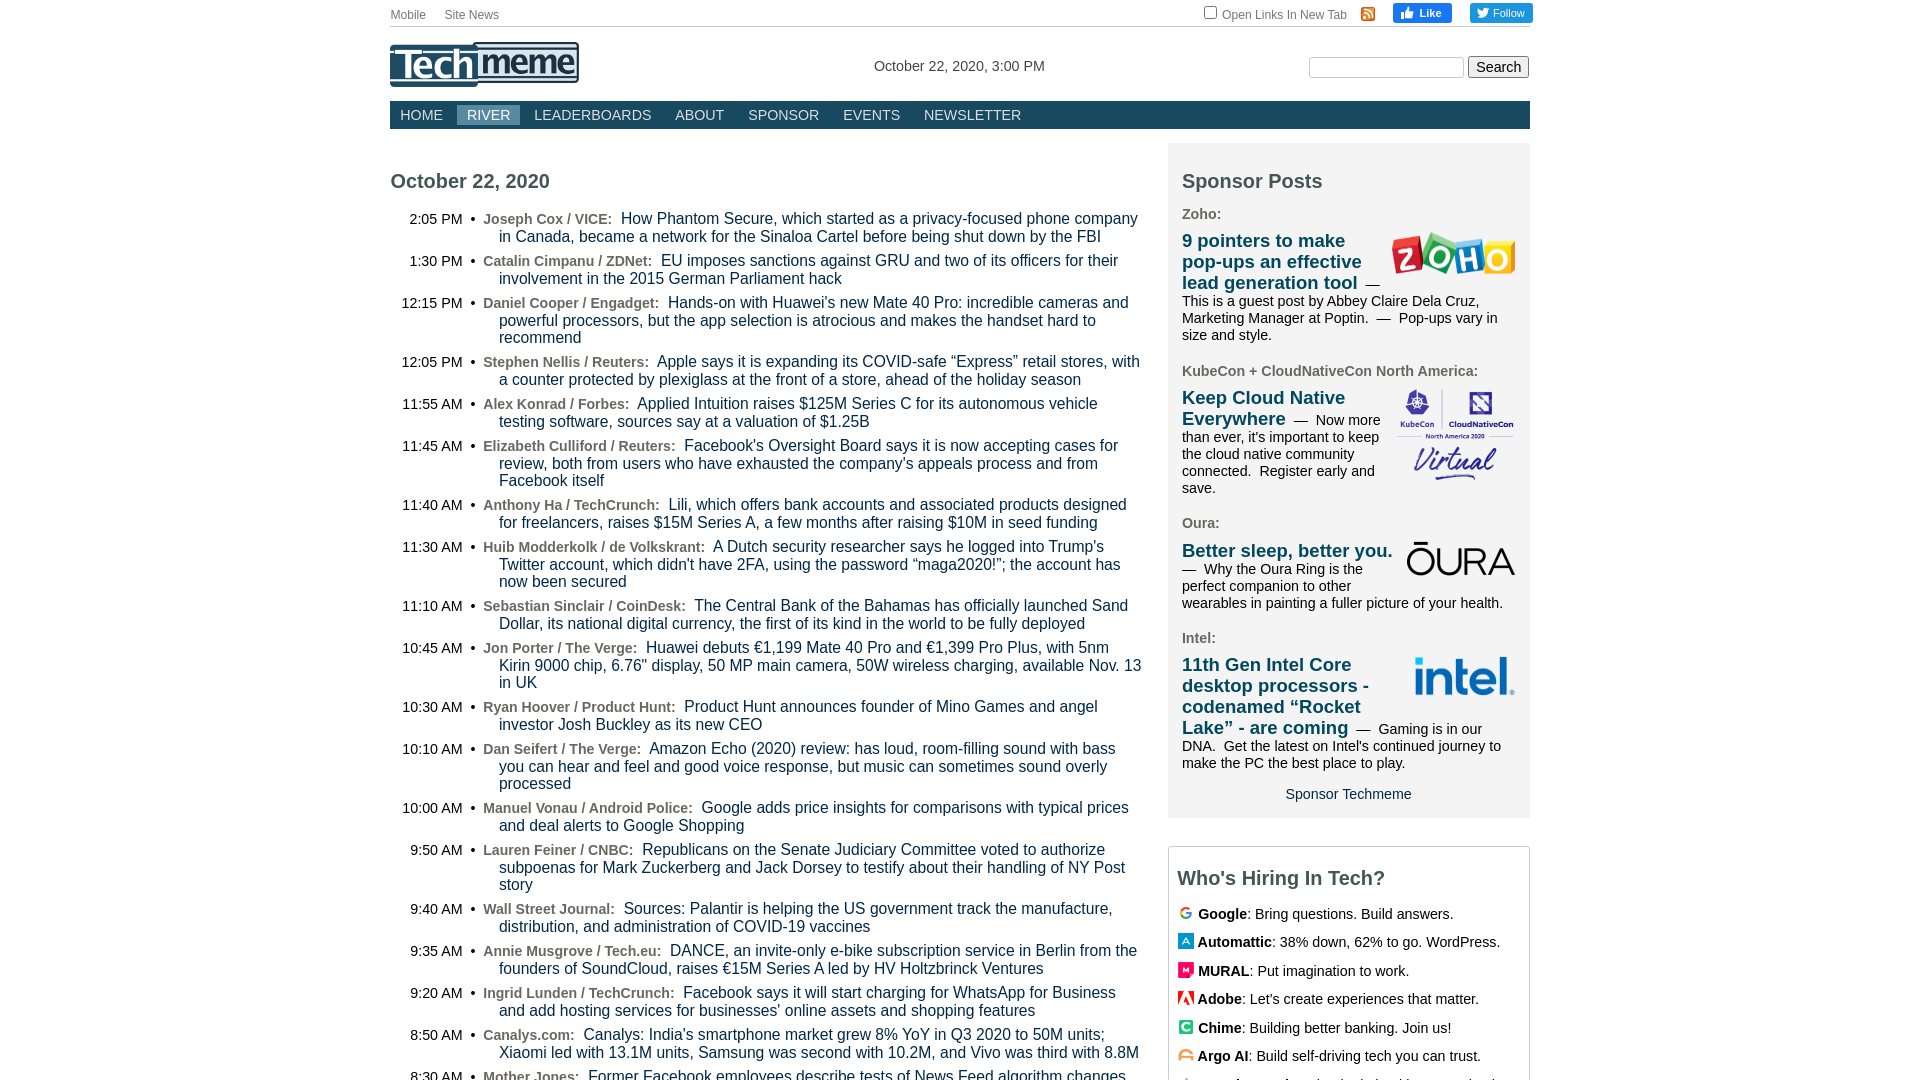 Mobile Site News
Open Links In New Tab
Like
Follow
Techmeme
October 22, 2020, 3:00 PM
Search
HOME RIVER LEADERBOARDS ABOUT SPONSOR EVENTS NEWSLETTER
October 22, 2020
2:05 PM • Joseph Cox / VICE: How Phantom Secure, which started as a privacy-focused phone company
in Canada, became a network for the Sinaloa Cartel before being shut down by the FBI
1:30 PM • Catalin Cimpanu / ZDNet: EU imposes sanctions against GRU and two of its officers for their
involvement in the 2015 German Parliament hack
12:15 PM • Daniel Cooper / Engadget: Hands-on with Huawei's new Mate 40 Pro: incredible cameras and
powerful processors, but the app selection is atrocious and makes the handset hard to
recommend
12:05 PM • Stephen Nellis / Reuters: Apple says it is expanding its COVID-safe “Express” retail stores, with
a counter protected by plexiglass at the front of a store, ahead of the holiday season
11:55 AM • Alex Konrad / Forbes: Applied Intuition raises $125M Series C for its autonomous vehicle
testing software, sources say at a valuation of $1.25B
11:45 AM • Elizabeth Culliford / Reuters: Facebook's Oversight Board says it is now accepting cases for
review, both from users who have exhausted the company's appeals process and from
Facebook itself
11:40 AM • Anthony Ha / TechCrunch: Lili, which offers bank accounts and associated products designed
for freelancers, raises $15M Series A, a few months after raising $10M in seed funding
11:30 AM • Huib Modderkolk / de Volkskrant: A Dutch security researcher says he logged into Trump's
Twitter account, which didn't have 2FA, using the password “maga2020!”; the account has
now been secured
11:10 AM • Sebastian Sinclair / CoinDesk: The Central Bank of the Bahamas has officially launched Sand
Dollar, its national digital currency, the first of its kind in the world to be fully deployed
10:45 AM • Jon Porter / The Verge: Huawei debuts €1,199 Mate 40 Pro and €1,399 Pro Plus, with 5nm
Kirin 9000 chip, 6.76" display, 50 MP main camera, 50W wireless charging, available Nov. 13
in UK
10:30 AM • Ryan Hoover / Product Hunt: Product Hunt announces founder of Mino Games and angel
investor Josh Buckley as its new CEO
10:10 AM • Dan Seifert / The Verge: Amazon Echo (2020) review: has loud, room-filling sound with bass
you can hear and feel and good voice response, but music can sometimes sound overly
processed
10:00 AM • Manuel Vonau / Android Police: Google adds price insights for comparisons with typical prices
and deal alerts to Google Shopping
9:50 AM • Lauren Feiner / CNBC: Republicans on the Senate Judiciary Committee voted to authorize
subpoenas for Mark Zuckerberg and Jack Dorsey to testify about their handling of NY Post
story
9:40 AM • Wall Street Journal: Sources: Palantir is helping the US government track the manufacture,
distribution, and administration of COVID-19 vaccines
9:35 AM • Annie Musgrove / Tech.eu: DANCE, an invite-only e-bike subscription service in Berlin from the
founders of SoundCloud, raises €15M Series A led by HV Holtzbrinck Ventures
9:20 AM • Ingrid Lunden / TechCrunch: Facebook says it will start charging for WhatsApp for Business
and add hosting services for businesses' online assets and shopping features
8:50 AM • Canalys.com: Canalys: India's smartphone market grew 8% YoY in Q3 2020 to 50M units;
Xiaomi led with 13.1M units, Samsung was second with 10.2M, and Vivo was third with 8.8M
8:30 AM • Mother Jones: Former Facebook employees describe tests of News Feed algorithm changes
Sponsor Posts
Zoho:
9 pointers to make
pop-ups an effective
lead generation tool —
This is a guest post by Abbey Claire Dela Cruz,
Marketing Manager at Poptin. — Pop-ups vary in
size and style.
ZOHO
KubeCon + CloudNativeCon North America:
Keep Cloud Native
Everywhere — Now more
than ever, it's important to keep
the cloud native community
connected. Register early and
save.
KubeCon CloudNativeCon
North America 2020
Virtual
Oura:
Better sleep, better you.
— Why the Oura Ring is the
perfect companion to other
wearables in painting a fuller picture of your health.
ŌURA
Intel:
11th Gen Intel Core
desktop processors -
codenamed “Rocket
Lake” - are coming — Gaming is in our
DNA. Get the latest on Intel's continued journey to
make the PC the best place to play.
intel
Sponsor Techmeme
Who's Hiring In Tech?
Google: Bring questions. Build answers.
Automattic: 38% down, 62% to go. WordPress.
MURAL: Put imagination to work.
Adobe: Let’s create experiences that matter.
Chime: Building better banking. Join us!
Argo AI: Build self-driving tech you can trust.